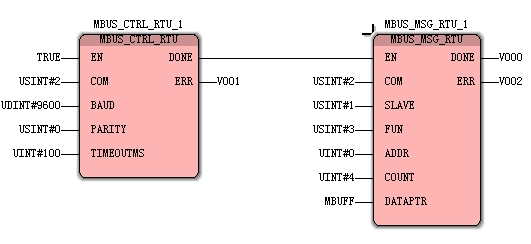 MBUS_CTRL_RTU_1
MBUS_CTRL_RTU
TRUE EN DONE
USINT#2 COM ERR V001
UDINT#9600 BAUD
USINT#0 PARITY
UINT#100 TIMEOUTMS
MBUS_MSG_RTU_1
MBUS_MSG_RTU
EN DONE V000
USINT#2 COM ERR V002
USINT#1 SLAVE
USINT#3 FUN
UINT#0 ADDR
UINT#4 COUNT
MBUFF DATAPTR